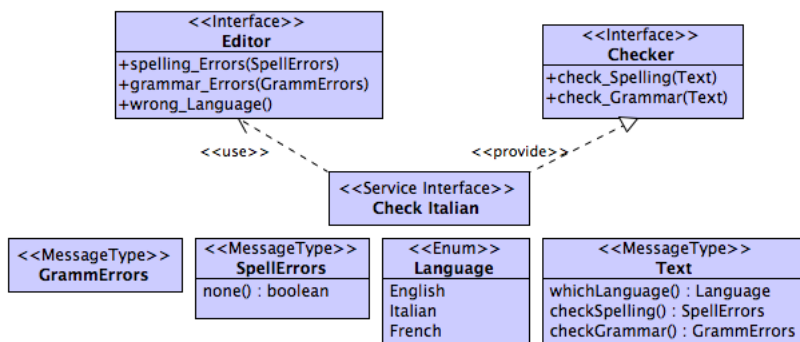 <<Interface>>
Editor
+spelling_Errors(SpellErrors)
+grammar_Errors(GrammErrors)
+wrong_Language()
<<Interface>>
Checker
+check_Spelling(Text)
+check_Grammar(Text)
<<use>>
<<provide>>
<<Service Interface>>
Check Italian
<<MessageType>>
GrammErrors
<<MessageType>>
SpellErrors
none() : boolean
<<Enum>>
Language
English
Italian
French
<<MessageType>>
Text
whichLanguage() : Language
checkSpelling() : SpellErrors
checkGrammar() : GrammErrors